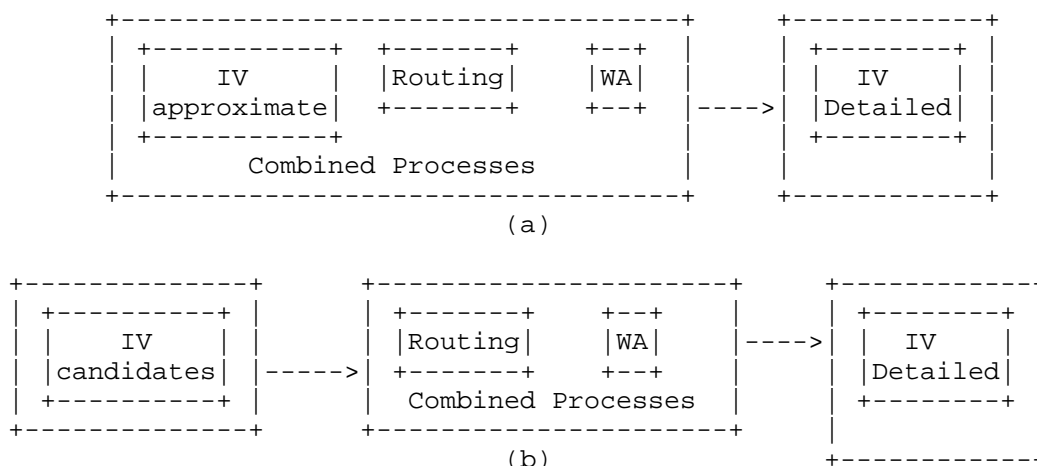 IV IV
Routing WA
approximate Detailed
Combined Processes
(a)
IV Routing WA IV
candidates Detailed
Combined Processes
(b)